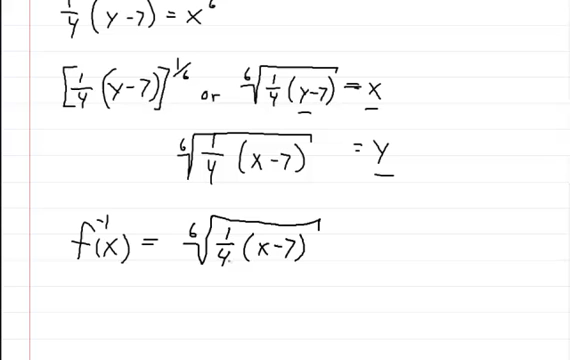 1/4 (y-7) = x^6
[1/4 (y-7)]^1/6 or ⁶√(1/4 (y-7)) = x
⁶√(1/4 (x-7)) = y
f^-1(x) = ⁶√(1/4 (x-7))